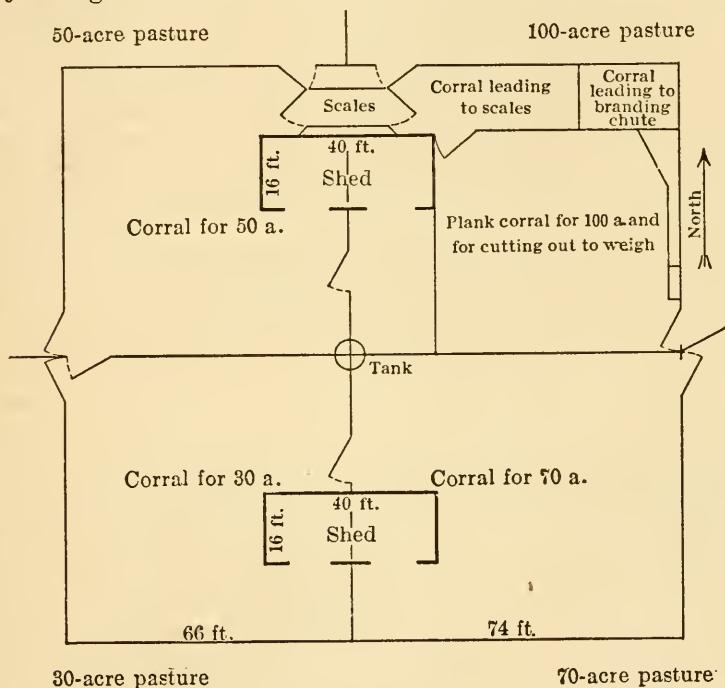 50-acre pasture
100-acre pasture
Scales
Corral leading
to scales
Corral
leading to
branding
chute
40 ft.
16 ft.
Shed
Corral for 50 a.
Plank corral for 100 a. and
for cutting out to weigh
North
Tank
Corral for 30 a.
Corral for 70 a.
40 ft.
16 ft.
Shed
66 ft.
74 ft.
30-acre pasture
70-acre pasture